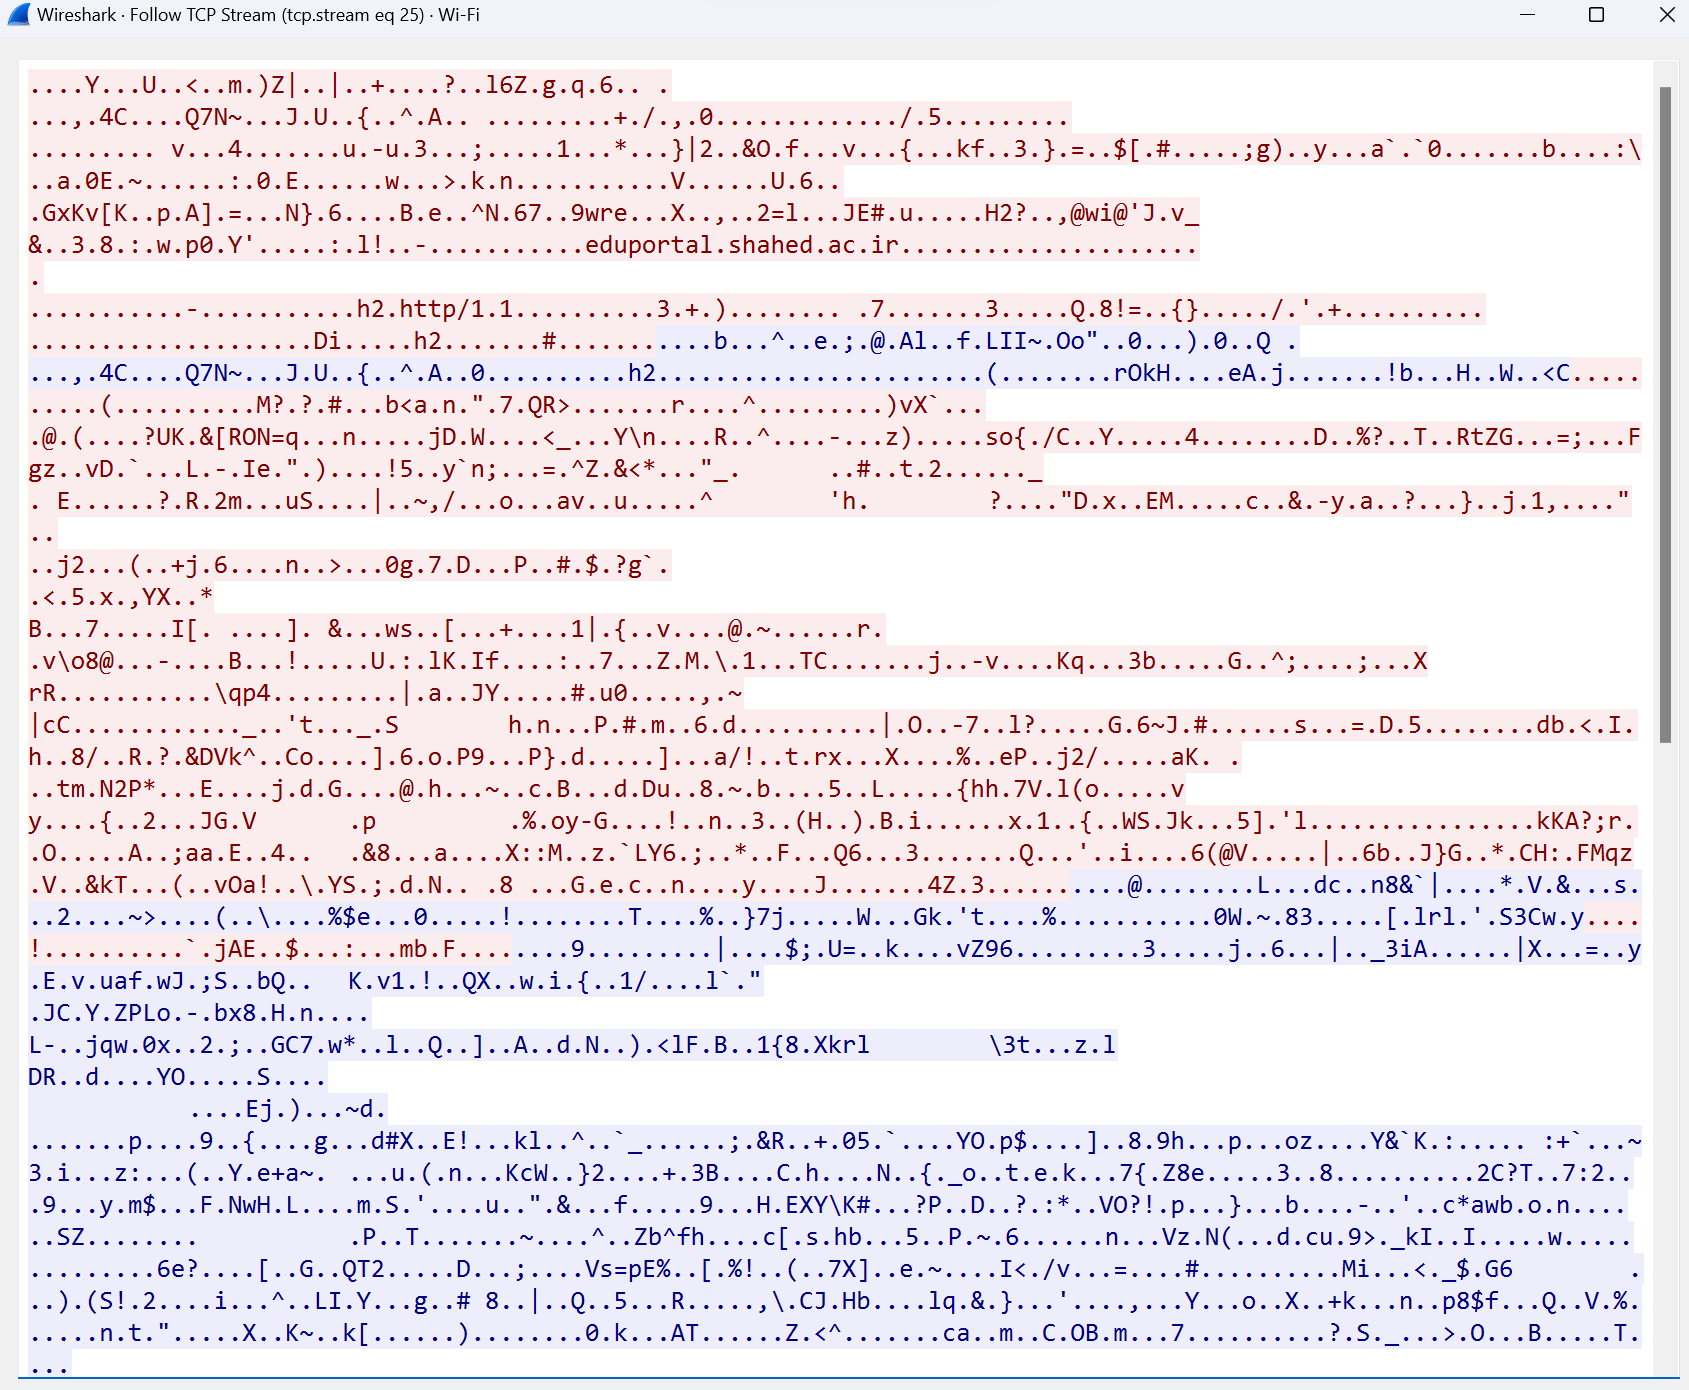 Wireshark · Follow TCP Stream (tcp.stream eq 25) · Wi-Fi
....Y...U..<..m.)Z|..|..+....?..l6Z.g.q.6.. .
...,.4C....Q7N~...J.U..{..^.A.. .........+./.,.0............./.5.........
......... v...4.......u.-u.3...;.....1...*...}|2..&O.f...v...{...kf..3.}.=..$[.#.....;g)..y...a`.`0.......b....:\
..a.0E.~......:.0.E......w...>.k.n...........V......U.6..
.GxKv[K..p.A].=...N}.6....B.e..^N.67..9wre...X..,..2=l...JE#.u.....H2?..,@wi@'J.v_
&..3.8.:.w.p0.Y'.....:.l!..-...........eduportal.shahed.ac.ir.....................
.
...........-...........h2.http/1.1..........3.+.)........ .7.......3.....Q.8!=..{}...../.'.+..........
....................Di.....h2.......#............b...^..e.;.@.Al..f.LII~.Oo"..0...).0..Q .
...,.4C....Q7N~...J.U..{..^.A..0..........h2.......................(........rOkH....eA.j.......!b...H..W..<C.....
.....(..........M?.?.#...b<a.n.".7.QR>.......r....^.........)vX`...
.@.(....?UK.&[RON=q...n.....jD.W....<_...Y\n....R..^....-...z).....so{./C..Y.....4........D..%?..T..RtZG...=;...F
gz..vD.`...L.-.Ie.".)....!5..y`n;...=.^Z.&<*..."_.      ..#..t.2......_
. E......?.R.2m...uS....|..~,/...o...av..u.....^        'h.        ?...."D.x..EM.....c..&.-y.a..?...}..j.1,...."
..
..j2...(..+j.6....n..>...0g.7.D...P..#.$.?g`.
.<.5.x.,YX..*
B...7.....I[. ....]. &...ws..[...+....1|.{..v....@.~......r.
.v\o8@...-....B...!.....U.:.lK.If....:..7...Z.M.\.1...TC.......j..-v....Kq...3b.....G..^;....;...X
rR...........\qp4.........|.a..JY.....#.u0.....,.~
|cC............_..'t..._.S        h.n...P.#.m..6.d..........|.O..-7..l?.....G.6~J.#......s...=.D.5........db.<.I.
h..8/..R.?.&DVk^..Co....].6.o.P9...P}.d.....]...a/!..t.rx...X....%..eP..j2/.....aK. .
..tm.N2P*...E....j.d.G....@.h...~..c.B...d.Du..8.~.b....5..L.....{hh.7V.l(o.....v
y....{..2...JG.V      .p         .%.oy-G....!..n..3..(H..).B.i......x.1..{..WS.Jk...5].'l................kKA?;r.
.O.....A..;aa.E..4..   .&8...a....X::M..z.`LY6.;..*..F...Q6...3.......Q...'..i....6(@V.....|..6b..J}G..*.CH:.FMqz
.V..&kT...(..vOa!..\.YS.;.d.N.. .8 ...G.e.c..n....y....J.......4Z.3..........@........L...dc..n8&`|....*.V.&...s.
..2....~>....(..\....%$e...0.....!........T....%..}7j.....W...Gk.'t....%...........0W.~.83.....[.lrl.'.S3Cw.y....
!..........`.jAE..$...:...mb.F........9.........|....$;.U=..k....vZ96.........3.....j..6...|.._3iA......|X...=..y
.E.v.uaf.wJ.;S..bQ..   K.v1.!..QX..w.i.{..1/....l`."
.JC.Y.ZPLo.-.bx8.H.n....
L-..jqw.0x..2.;..GC7.w*..l..Q..]..A..d.N..).<lF.B..1{8.Xkrl        \3t...z.l
DR..d....YO.....S....
....Ej.)...~d.
.......p....9..{....g...d#X..E!...kl..^..`_......;.&R..+.05.`....YO.p$....]..8.9h...p...oz....Y&`K.:..... :+`...~
3.i...z:...(..Y.e+a~.  ...u.(.n...KcW..}2....+.3B....C.h....N..{._o..t.e.k...7{.Z8e.....3..8..........2C?T..7:2..
.9...y.m$...F.NwH.L....m.S.'....u..".&...f.....9...H.EXY\K#...?P..D..?.:*..VO?!.p...}...b....-..'..c*awb.o.n....
..SZ........           .P..T.......~....^..Zb^fh....c[.s.hb...5..P.~.6......n...Vz.N(...d.cu.9>._kI..I.....w.....
.........6e?....[..G..QT2.....D...;....Vs=pE%..[.%!..(..7X]..e.~....I<./v...=....#..........Mi...<._$.G6        .
..).(S!.2....i...^..LI.Y...g..# 8..|..Q..5...R.....,\.CJ.Hb....lq.&.}...'....,...Y...o..X..+k...n..p8$f...Q..V.%.
.....n.t.".....X..K~..k[......)........0.k...AT......Z.<^.......ca..m..C.OB.m...7..........?.S._...>.O...B.....T.
...